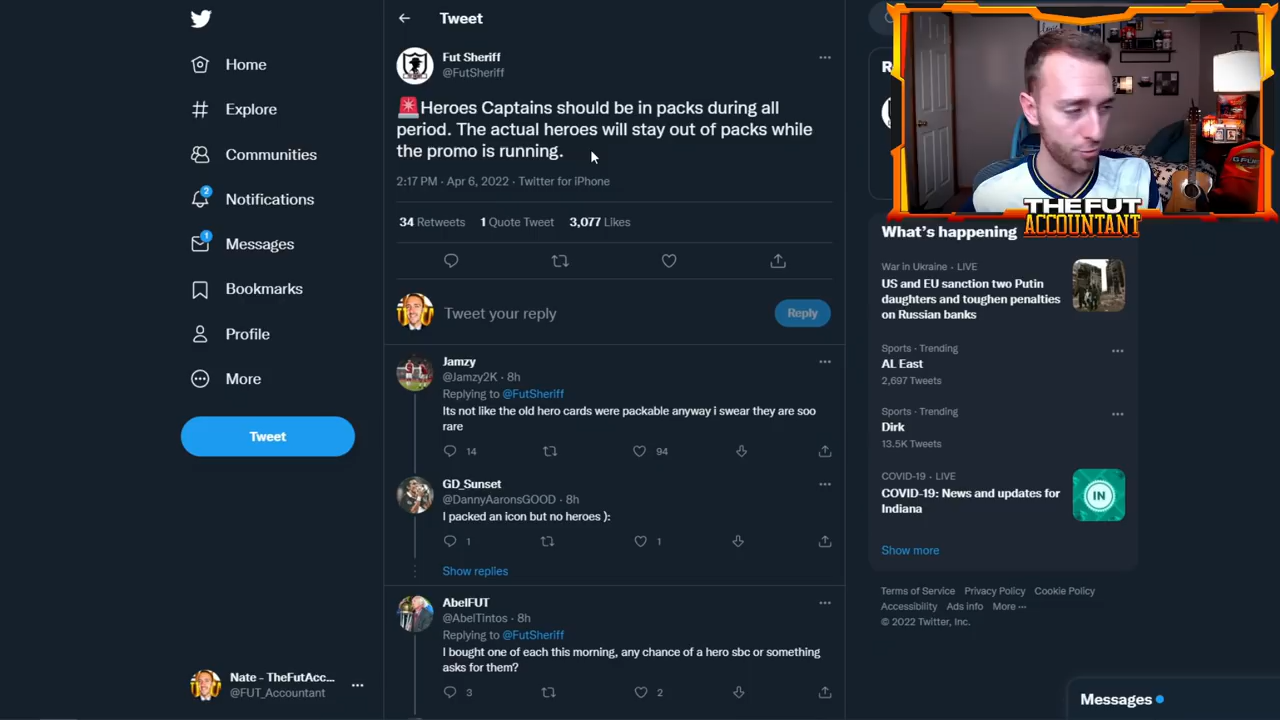 Home
Explore
Communities
2
Notifications
1
Messages
Bookmarks
Profile
More
Tweet
Nate - TheFutAcc...
@FUT_Accountant
Tweet
Fut Sheriff
@FutSheriff
🚨Heroes Captains should be in packs during all
period. The actual heroes will stay out of packs while
the promo is running.
2:17 PM · Apr 6, 2022 · Twitter for iPhone
34 Retweets 1 Quote Tweet 3,077 Likes
Tweet your reply
Reply
Jamzy
@Jamzy2K · 8h
Replying to @FutSheriff
Its not like the old hero cards were packable anyway i swear they are soo
rare
14 94
GD_Sunset
@DannyAaronsGOOD · 8h
I packed an icon but no heroes ):
1 1
Show replies
AbelFUT
@AbelTintos · 8h
Replying to @FutSheriff
I bought one of each this morning, any chance of a hero sbc or something
asks for them?
3 2
R
THE FUT
ACCOUNTANT
What's happening
War in Ukraine · LIVE
US and EU sanction two Putin
daughters and toughen penalties
on Russian banks
Sports · Trending
AL East
2,697 Tweets
Sports · Trending
Dirk
13.5K Tweets
COVID-19 · LIVE
COVID-19: News and updates for
Indiana
IN
Show more
Terms of Service Privacy Policy Cookie Policy
Accessibility Ads info More ···
© 2022 Twitter, Inc.
Messages